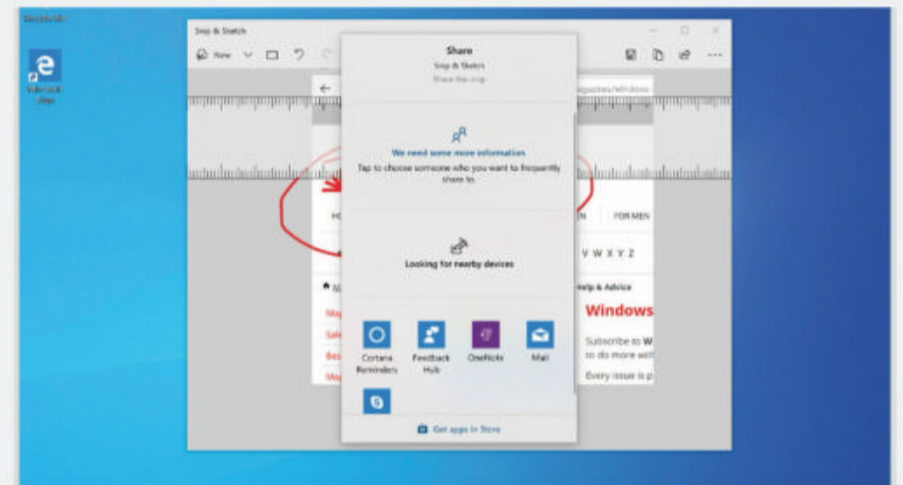 Snip & Sketch
New
Share
Snip & Sketch
Share this snip
We need some more information
Tap to choose someone who you want to frequently
share to.
Looking for nearby devices
FOR MEN
V W X Y Z
Help & Advice
Windows
Subscribe to W
to do more with
Every issue is p
Cortana
Reminders
Feedback
Hub
OneNote
Mail
Get apps in Store